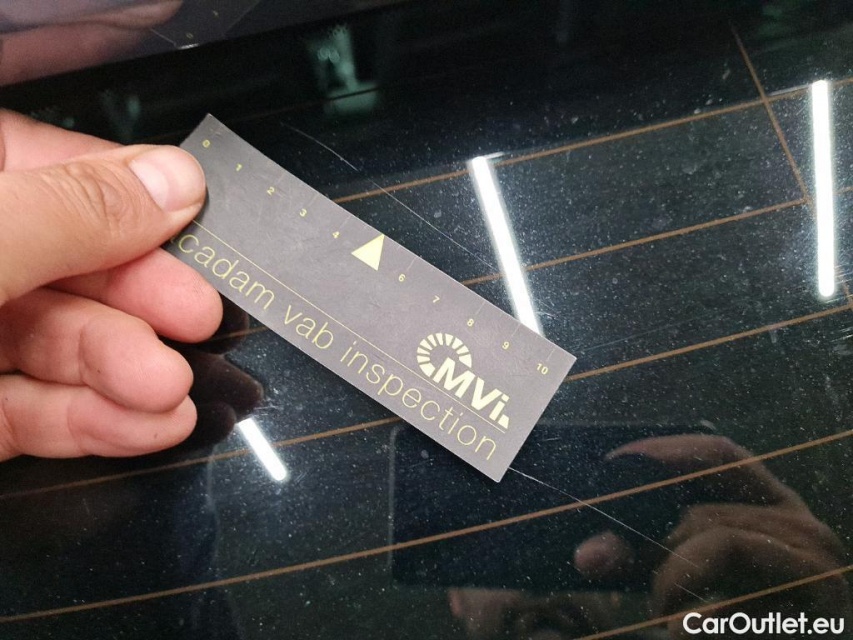 0 1 2 3 4 6 7 8 9 10
MVi.
cadam vab inspection
CarOutlet.eu